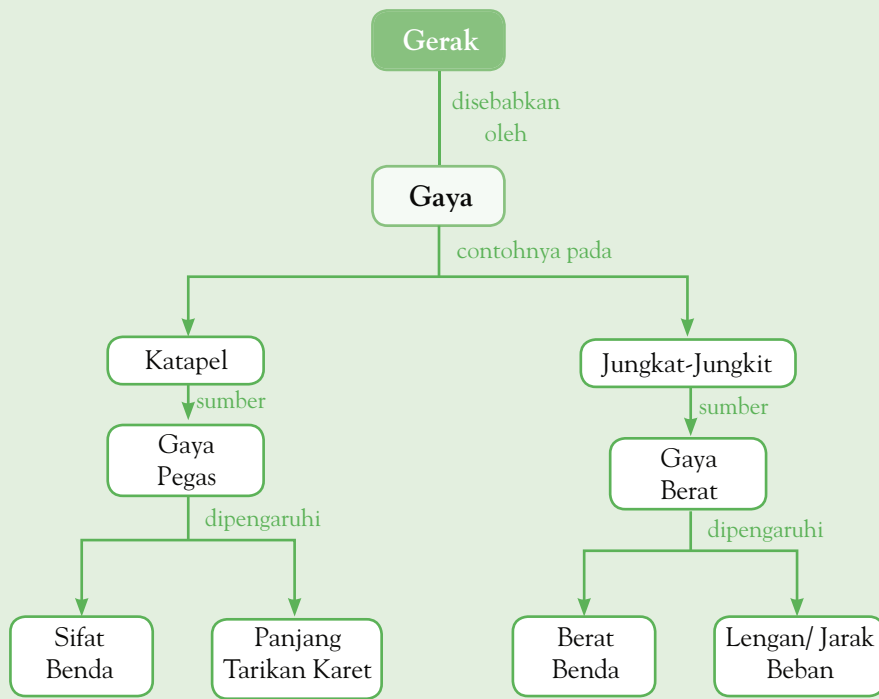 Gerak
disebabkan
oleh
Gaya
contohnya pada
Katapel
Jungkat-Jungkit
sumber
sumber
Gaya
Pegas
Gaya
Berat
dipengaruhi
dipengaruhi
Sifat
Benda
Panjang
Tarikan Karet
Berat
Benda
Lengan/ Jarak
Beban